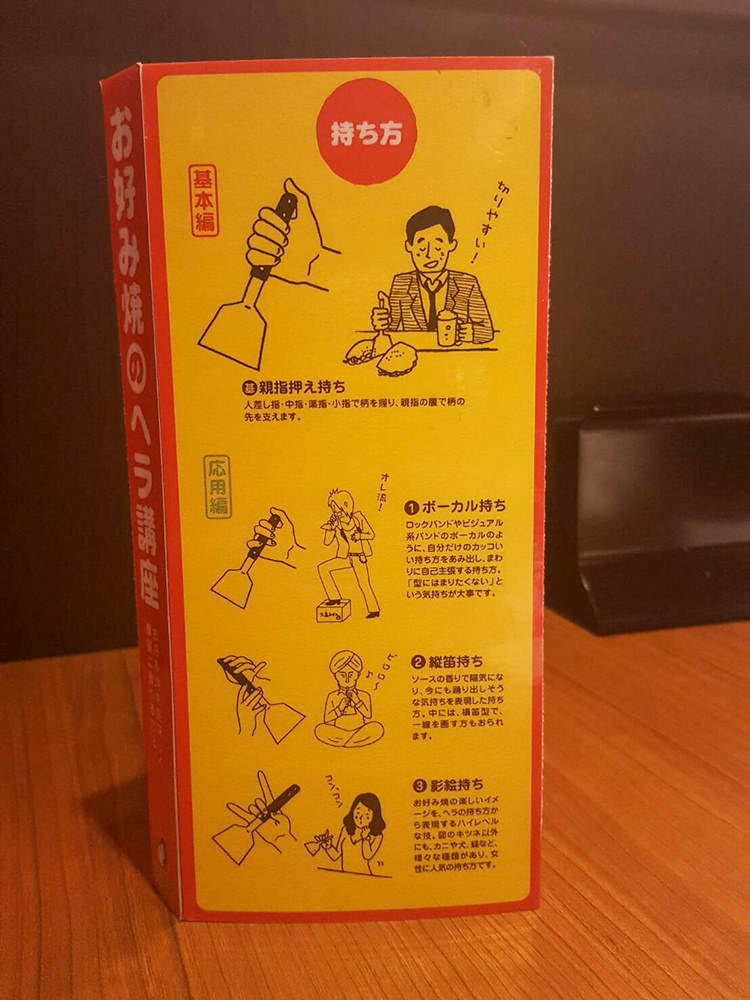 お好み焼のヘラ講座
持ち方
基本編
切りやすい!
基 親指押え持ち
人差し指・中指・薬指・小指で柄を握り、親指の腹で柄の
先を支えます。
応用編
オレ流!
1 ボーカル持ち
ロックバンドやビジュアル
系バンドのボーカルのよ
うに、自分だけのカッコい
い持ち方をあみ出し、まわ
りに自己主張する持ち方。
「型にはまりたくない」と
いう気持ちが大事です。
ピロロロ〜♪
2 縦笛持ち
ソースの香りで陽気にな
り、今にも踊り出しそう
な気持ちを表現した持ち
方。中には、横笛型で、
一線を画す方もおられ
ます。
コン、コン
3 影絵持ち
お好み焼の楽しいイメ
ージを、ヘラの持ち方か
ら表現するハイレベル
な技。図のキツネ以外
にも、カニや犬、蝶など、
様々な種類があり、女
性に人気の持ち方です。